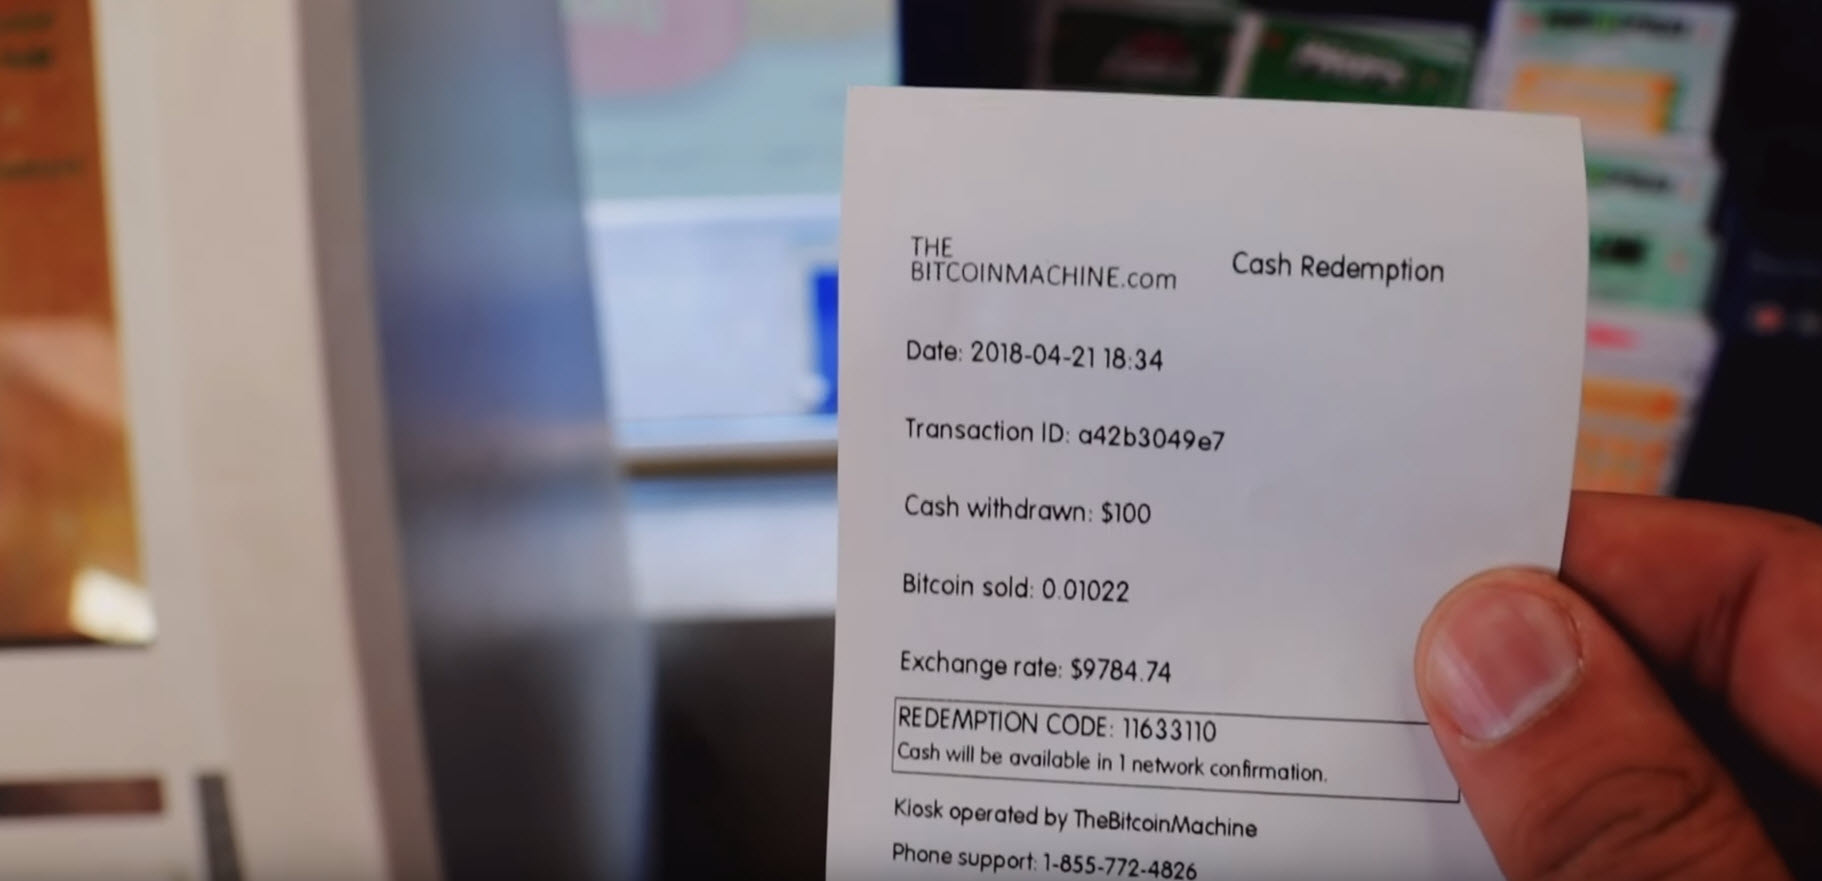 THE
BITCOINMACHINE.com
Cash Redemption
Date: 2018-04-21 18:34
Transaction ID: a42b3049e7
Cash withdrawn: $100
Bitcoin sold: 0.01022
Exchange rate: $9784.74
REDEMPTION CODE: 11633110
Cash will be available in 1 network confirmation.
Kiosk operated by TheBitcoinMachine
Phone support: 1-855-772-4826